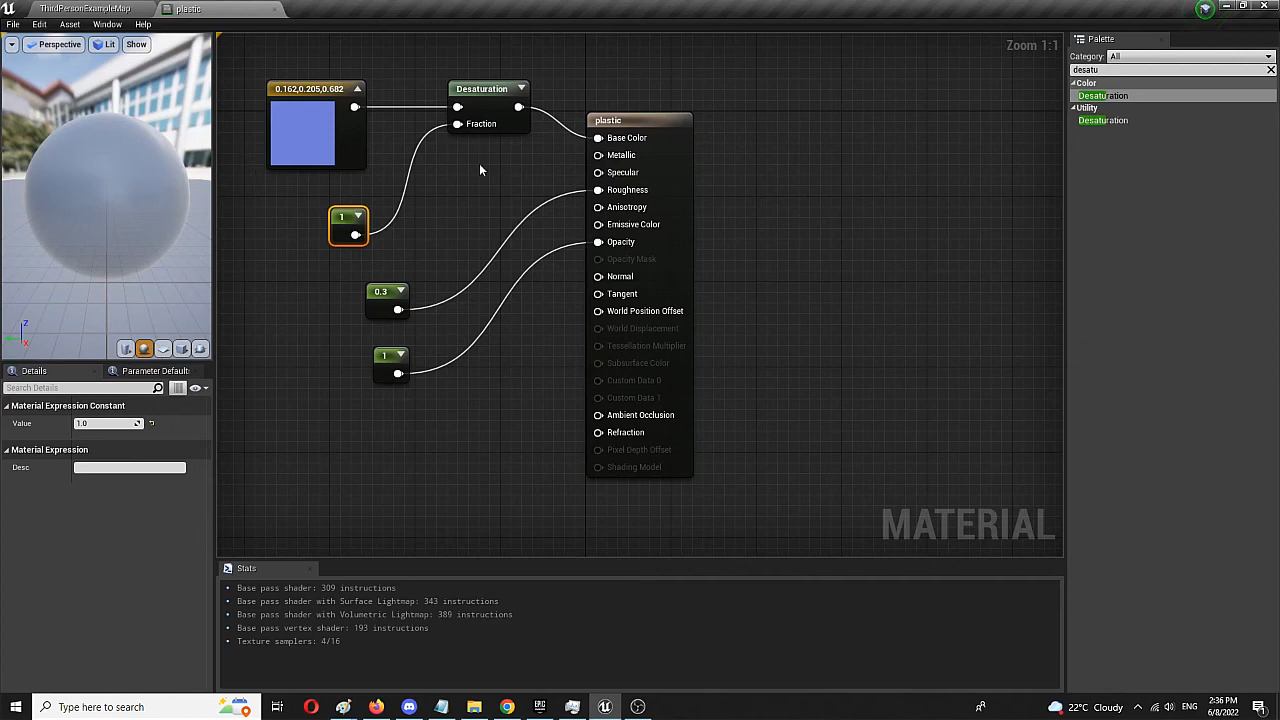 ThirdPersonExampleMap
plastic
File Edit Asset Window Help
Perspective Lit Show
Z
X
Details Parameter Default
Search Details
Material Expression Constant
Value 1.0
Material Expression
Desc
Zoom 1:1
0.162,0.205,0.682
Desaturation
Fraction
1
0.3
1
plastic
Base Color
Metallic
Specular
Roughness
Anisotropy
Emissive Color
Opacity
Opacity Mask
Normal
Tangent
World Position Offset
World Displacement
Tessellation Multiplier
Subsurface Color
Custom Data 0
Custom Data 1
Ambient Occlusion
Refraction
Pixel Depth Offset
Shading Model
MATERIAL
Stats
Base pass shader: 309 instructions
Base pass shader with Surface Lightmap: 343 instructions
Base pass shader with Volumetric Lightmap: 389 instructions
Base pass vertex shader: 193 instructions
Texture samplers: 4/16
Palette
Category: All
desatu
Color
Desaturation
Utility
Desaturation
Type here to search
EPIC
22°C Cloudy
ENG
2:36 PM
6/8/2022